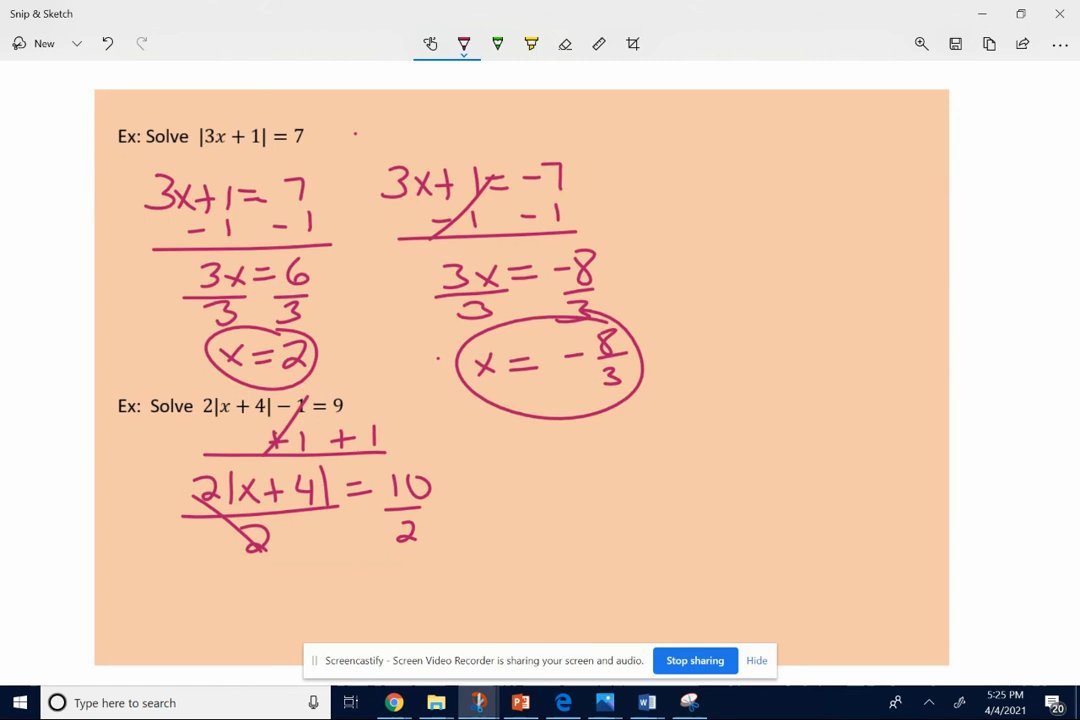 Snip & Sketch
New
Ex: Solve |3x + 1| = 7
3x+1= 7
- 1 - 1
3x = 6
3 3
x = 2
3x+1= -7
- 1 - 1
3x = -8
3 3
x = - 8
3
Ex: Solve 2|x + 4| − 1 = 9
+1 +1
2|x+4| = 10
2 2
Screencastify - Screen Video Recorder is sharing your screen and audio.
Stop sharing
Hide
Type here to search
5:25 PM
4/4/2021
20